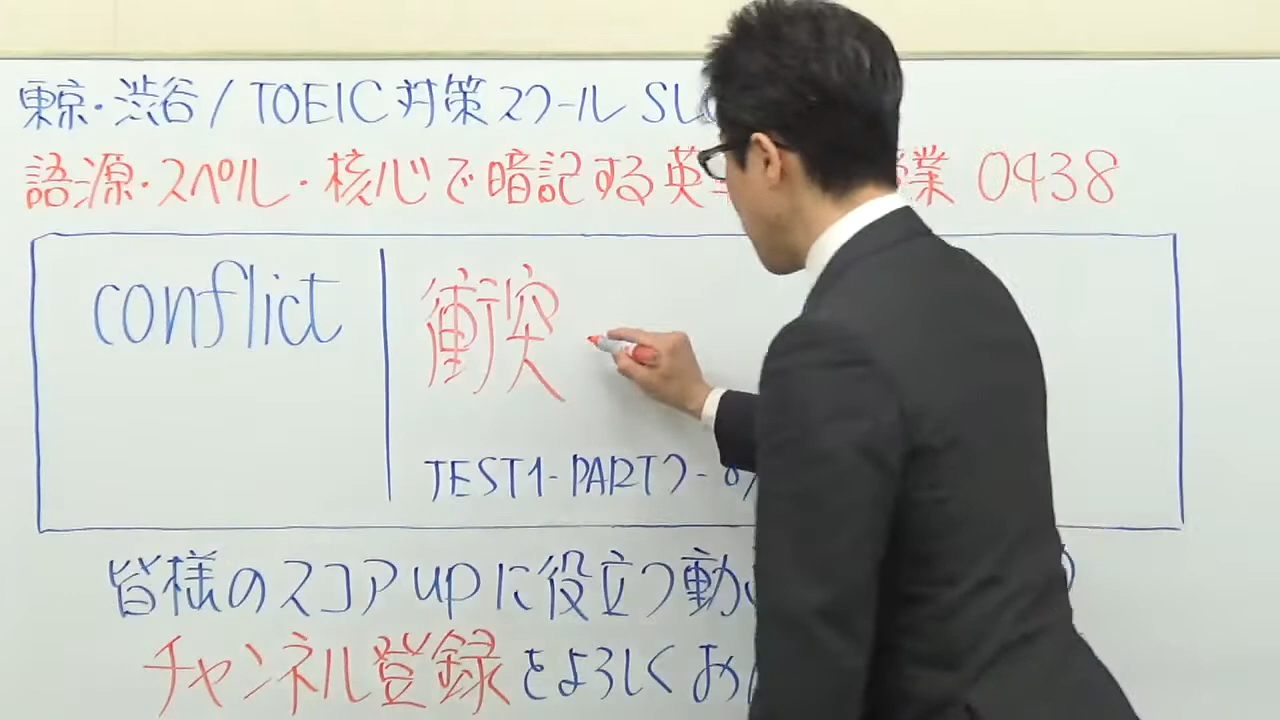 東京・渋谷/TOEIC対策スクール
語源・スペル・核心で暗記する英 業 0438
conflict
衝突
TEST1-PART7-
皆様のスコアupに役立つ動
チャンネル登録をよろしくお